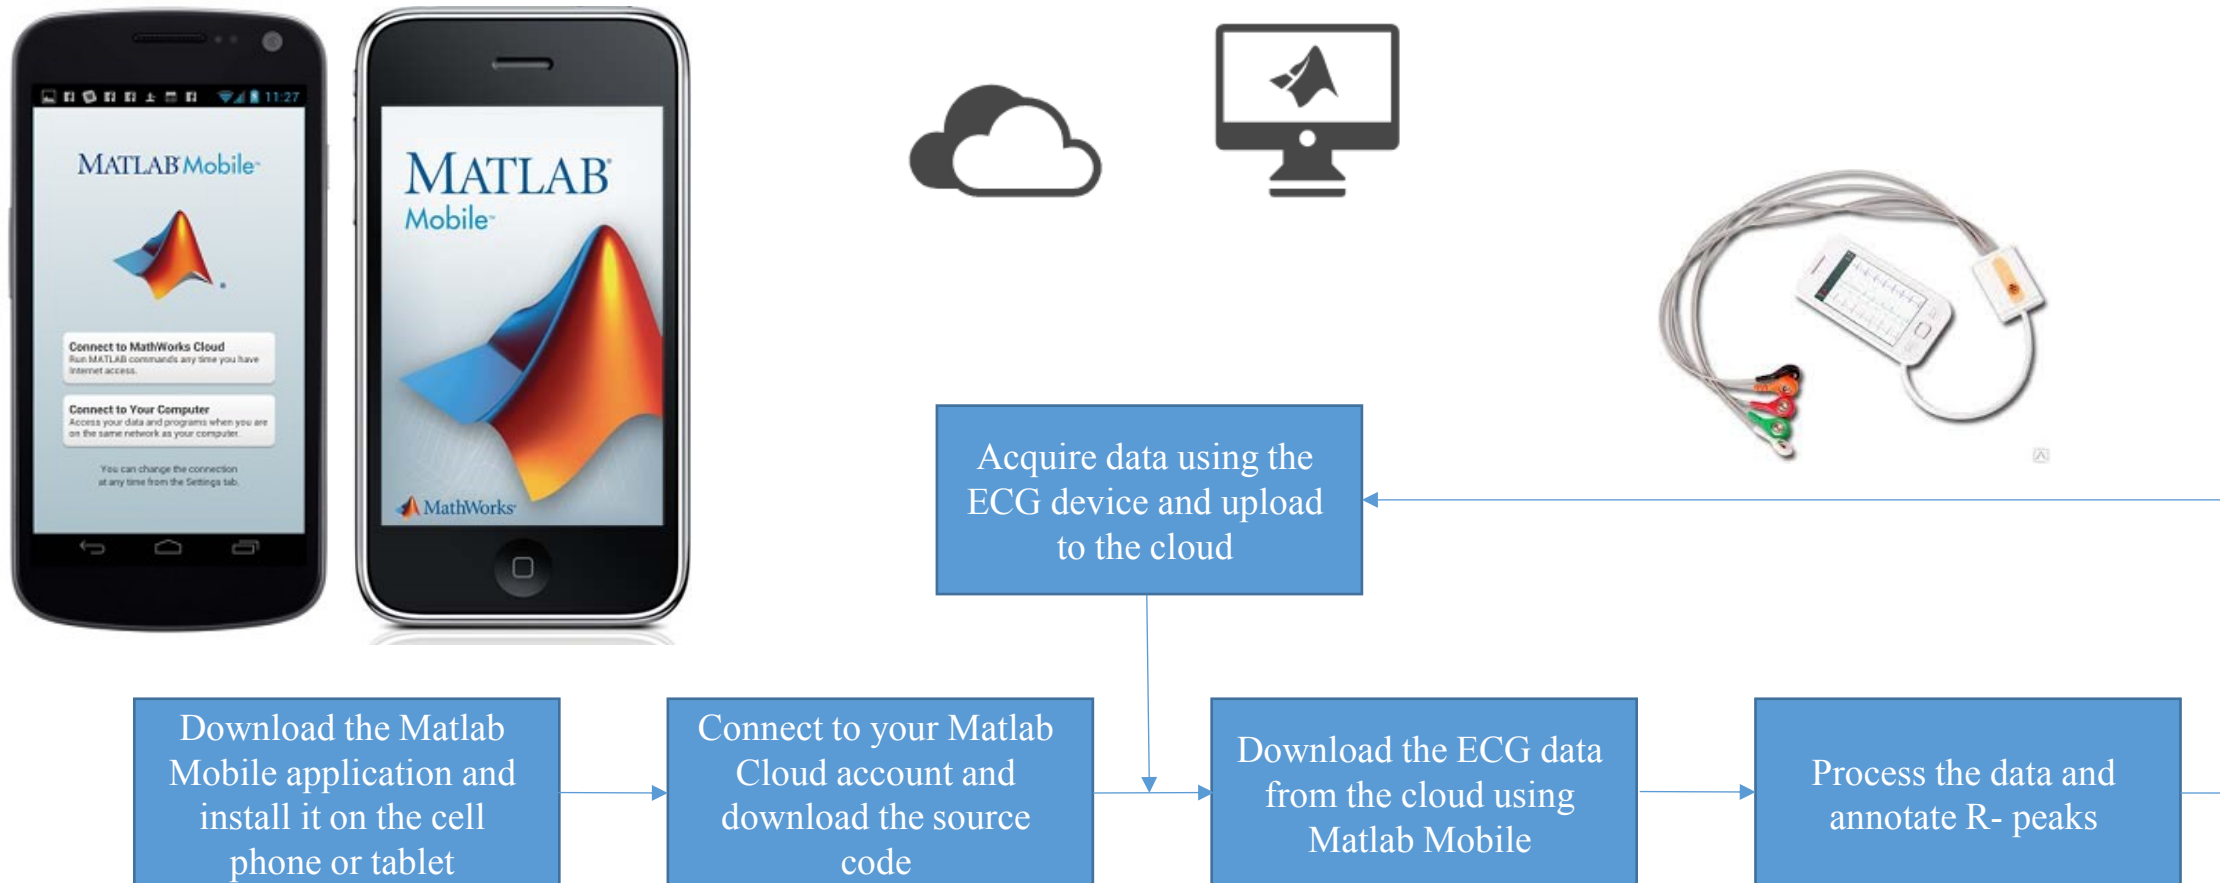 11:27
MATLAB Mobile™
Connect to MathWorks Cloud
Run MATLAB commands any time you have
Internet access.
Connect to Your Computer
Access your data and programs when you are
on the same network as your computer.
You can change the connection
at any time from the Settings tab.
MATLAB®
Mobile™
MathWorks®
Acquire data using the
ECG device and upload
to the cloud
Download the Matlab
Mobile application and
install it on the cell
phone or tablet
Connect to your Matlab
Cloud account and
download the source
code
Download the ECG data
from the cloud using
Matlab Mobile
Process the data and
annotate R- peaks